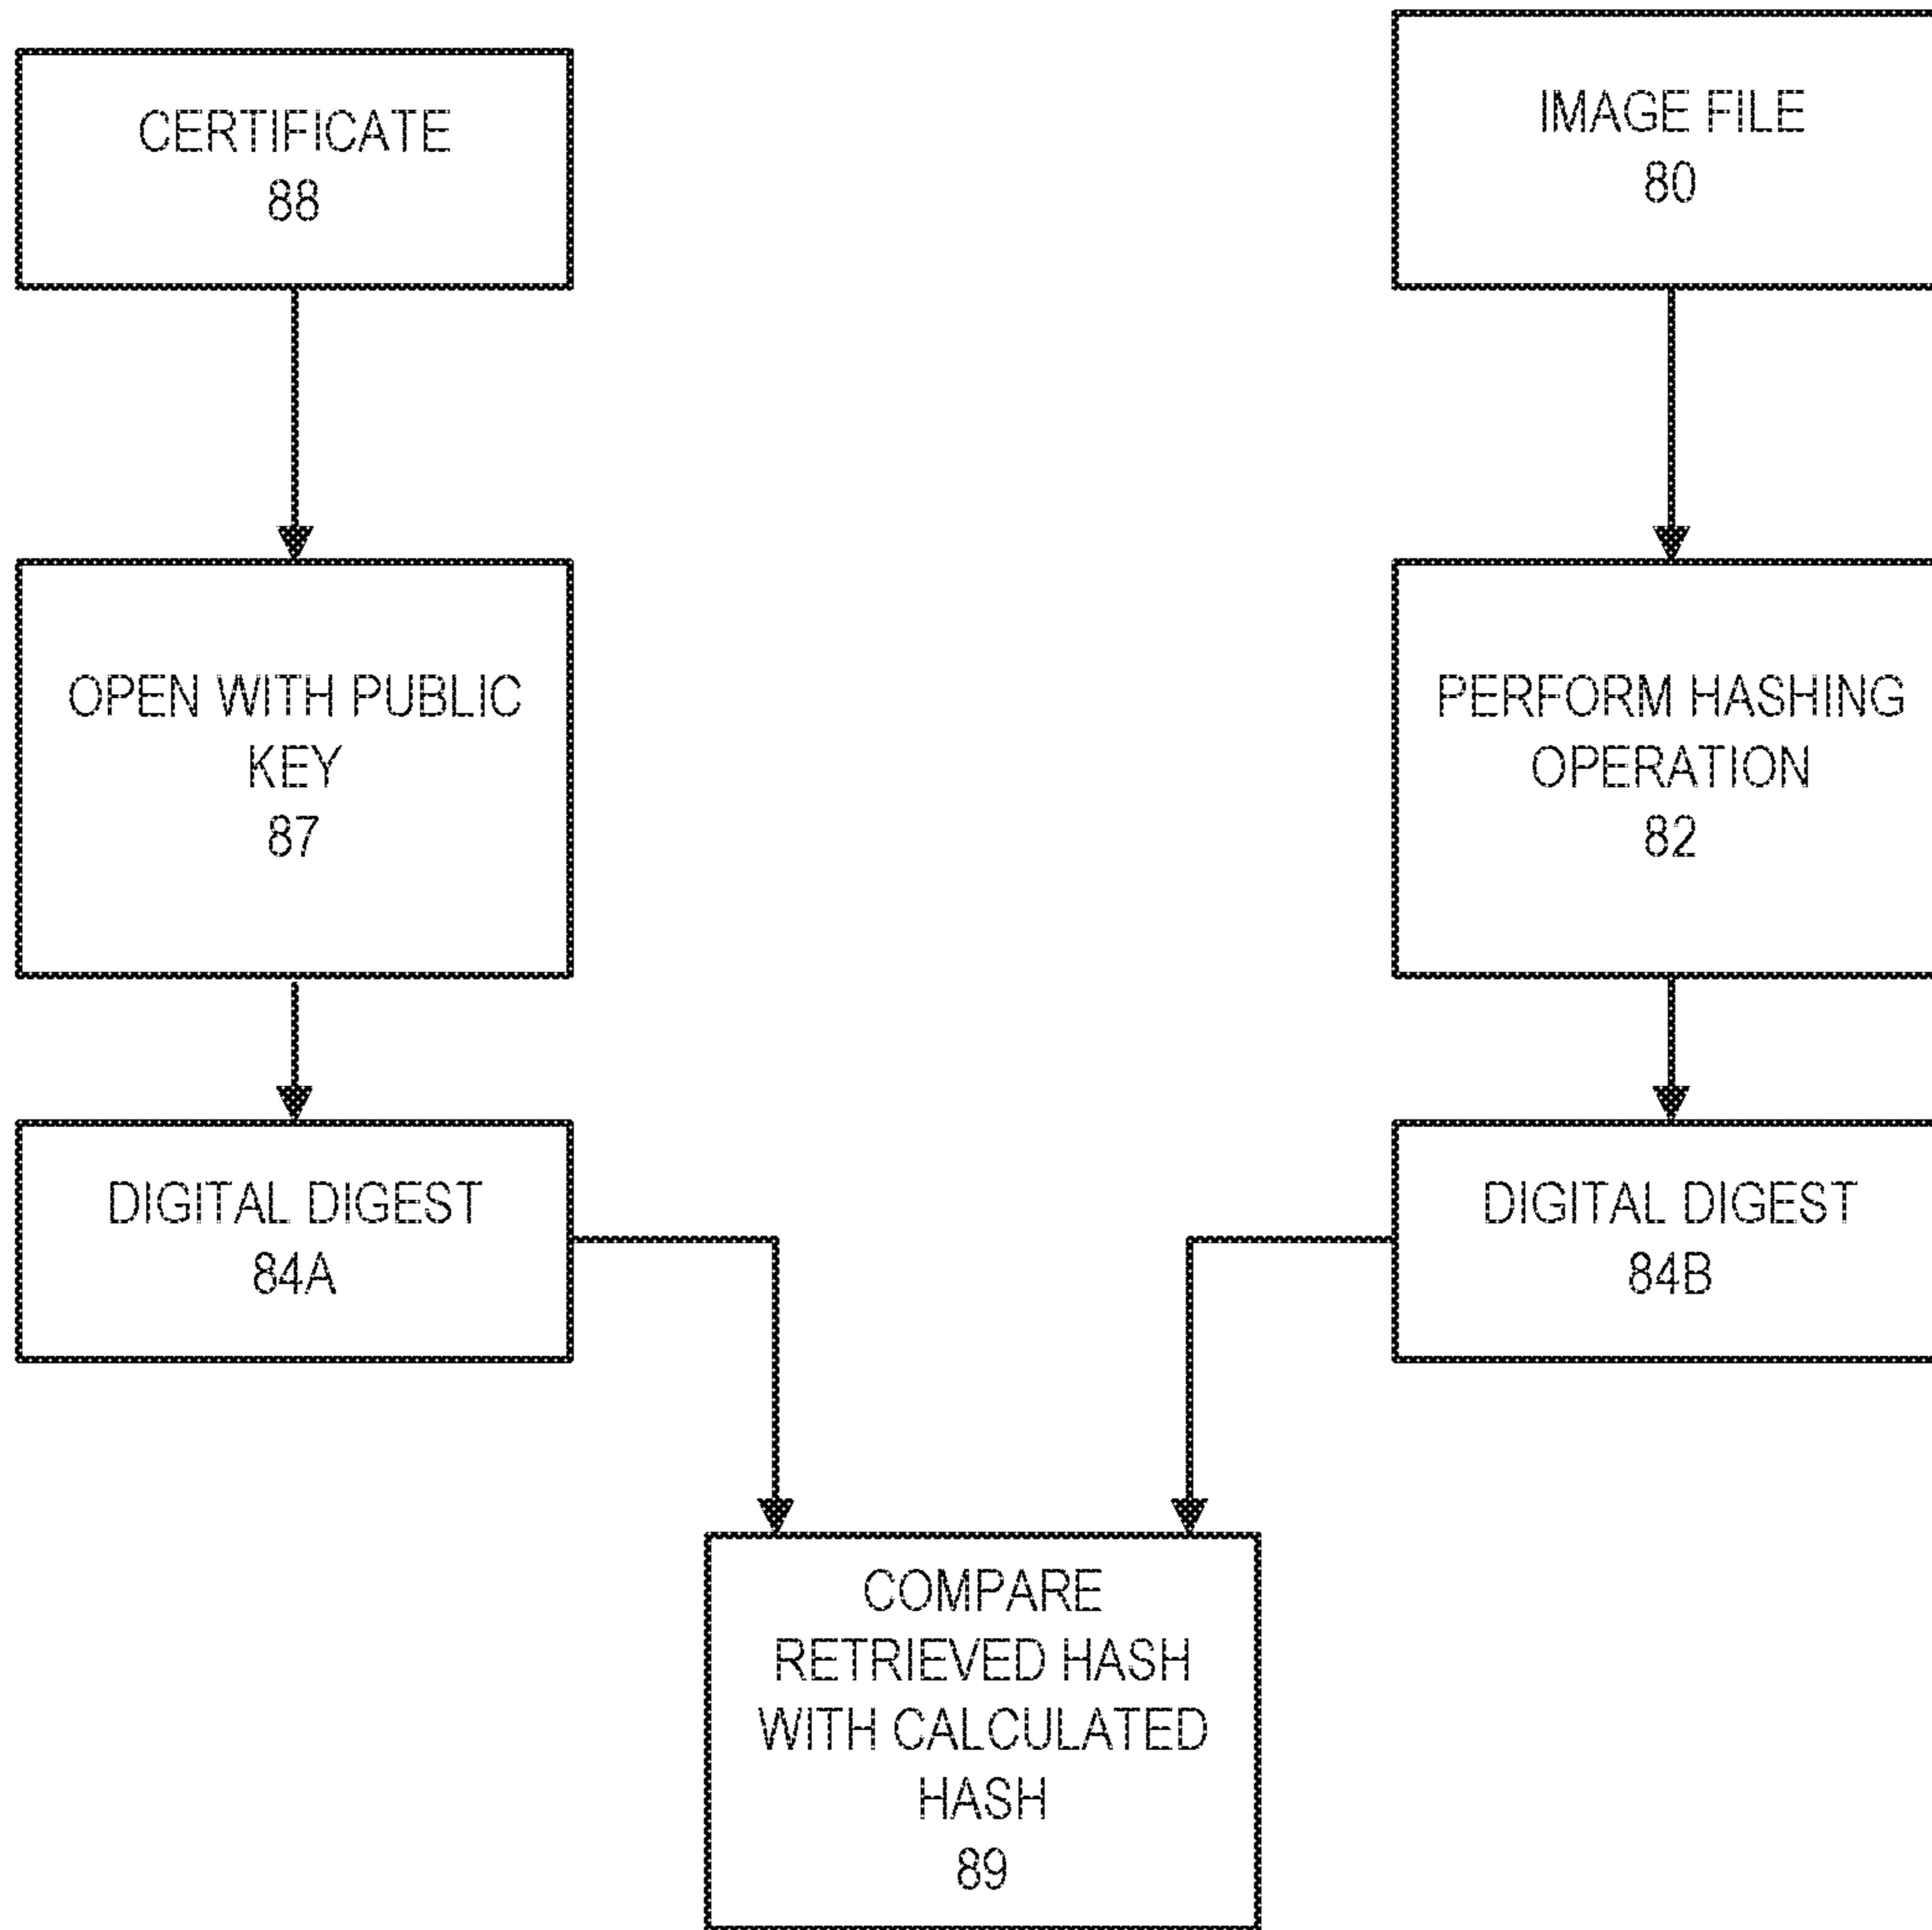 CERTIFICATE
88
IMAGE FILE
80
OPEN WITH PUBLIC
KEY
87
PERFORM HASHING
OPERATION
82
DIGITAL DIGEST
84A
DIGITAL DIGEST
84B
COMPARE
RETRIEVED HASH
WITH CALCULATED
HASH
89